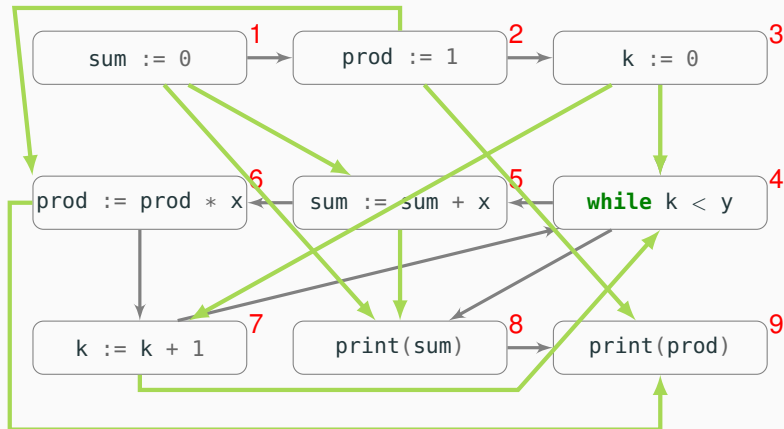 sum := 0
1
prod := 1
2
k := 0
3
prod := prod * x
6
sum := sum + x
5
while k < y
4
k := k + 1
7
print(sum)
8
print(prod)
9